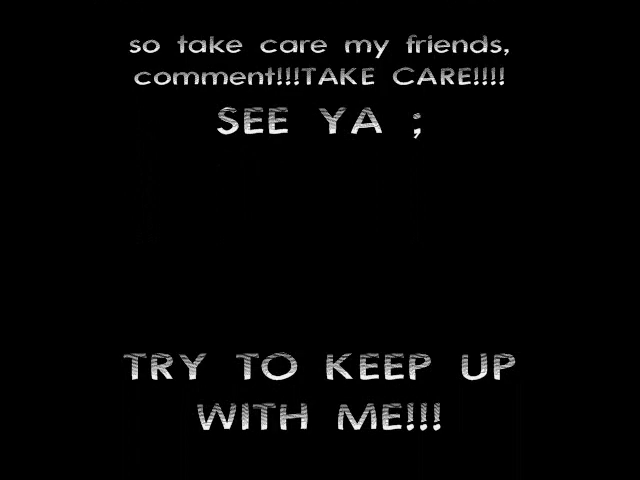 so take care my friends,
comment!!!TAKE CARE!!!!
SEE YA ;
TRY TO KEEP UP
WITH ME!!!